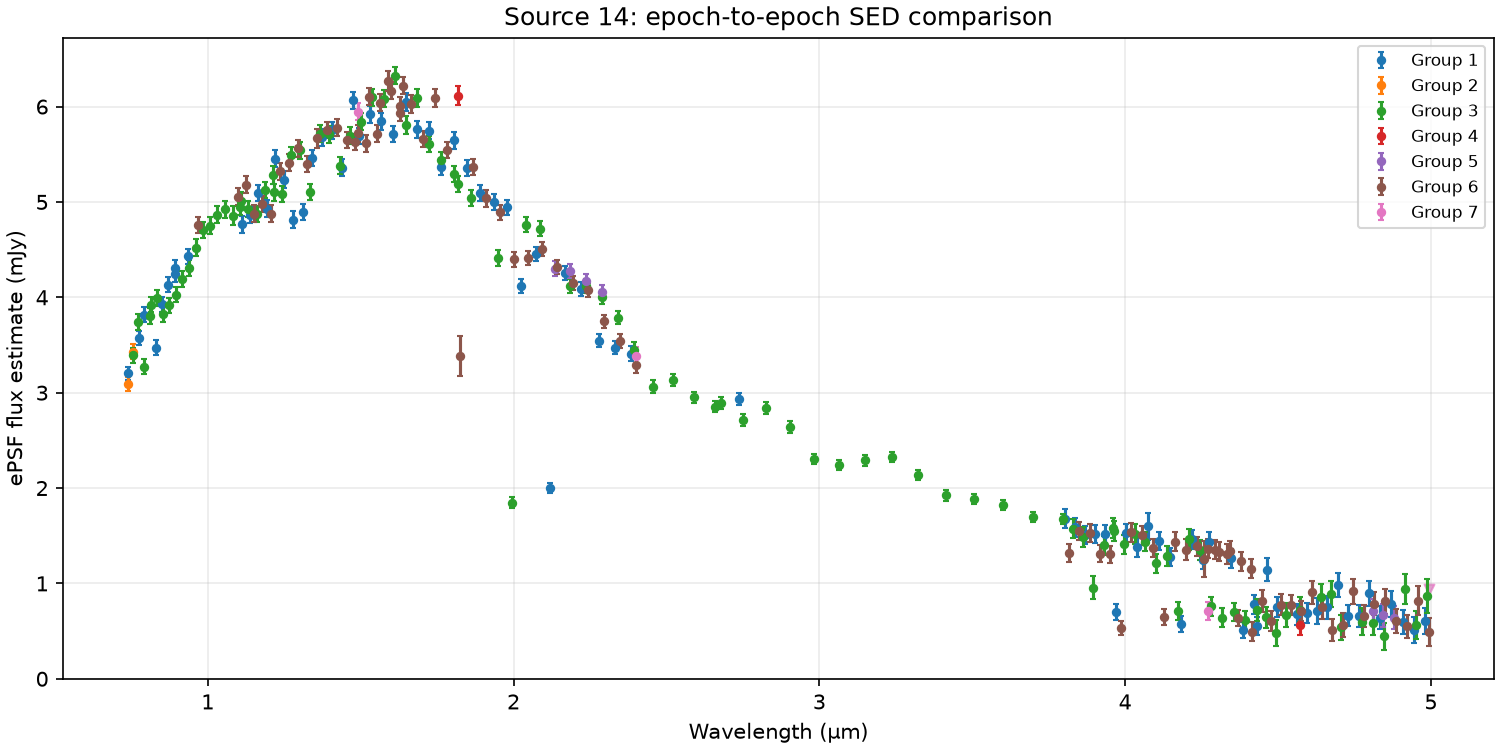 Source 14: epoch-to-epoch SED comparison
Group 1
Group 2
Group 3
Group 4
Group 5
Group 6
Group 7
ePSF flux estimate (mJy)
6
5
4
3
2
1
0
1 2 3 4 5
Wavelength (μm)